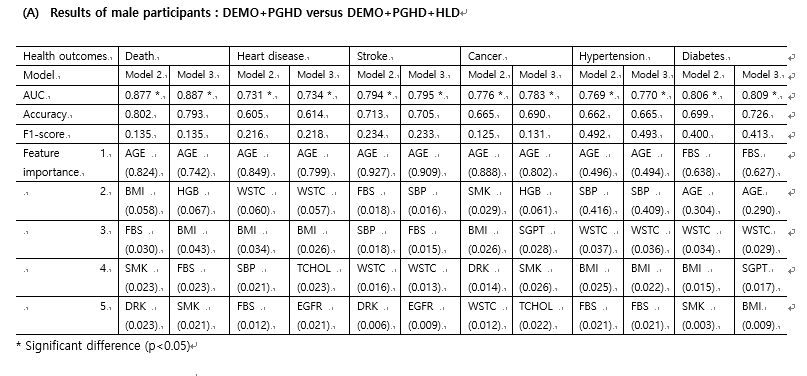 (A) Results of male participants : DEMO+PGHD versus DEMO+PGHD+HLD
Health outcomes. Death. Heart disease. Stroke. Cancer. Hypertension. Diabetes.
Model. Model 2. Model 3. Model 2. Model 3. Model 2. Model 3. Model 2. Model 3. Model 2. Model 3. Model 2. Model 3.
AUC. 0.877 *. 0.887 *. 0.731 *. 0.734 *. 0.794 *. 0.795 *. 0.776 *. 0.783 *. 0.769 *. 0.770 *. 0.806 *. 0.809 *.
Accuracy. 0.802. 0.793. 0.605. 0.614. 0.713. 0.705. 0.665. 0.690. 0.662. 0.665. 0.699. 0.726.
F1-score. 0.135. 0.135. 0.216. 0.218. 0.234. 0.233. 0.125. 0.131. 0.492. 0.493. 0.400. 0.413.
Feature 1. AGE . AGE . AGE . AGE . AGE . AGE . AGE . AGE . AGE . AGE . FBS . FBS.
importance. (0.824). (0.742). (0.849). (0.799). (0.927). (0.909). (0.888). (0.802). (0.496). (0.494). (0.638). (0.627).
2. BMI . HGB . WSTC . WSTC . FBS . SBP . SMK . HGB . SBP . SBP . AGE . AGE.
(0.058). (0.067). (0.060). (0.057). (0.018). (0.016). (0.029). (0.061). (0.416). (0.409). (0.304). (0.290).
3. FBS . BMI . BMI . BMI . SBP . FBS . BMI . SGPT . WSTC . WSTC . WSTC . WSTC.
(0.030). (0.043). (0.034). (0.026). (0.018). (0.015). (0.026). (0.028). (0.037). (0.036). (0.034). (0.029).
4. SMK . FBS . SBP . TCHOL . WSTC . WSTC . DRK . SMK . BMI . BMI . BMI . SGPT .
(0.023). (0.023). (0.021). (0.023). (0.016). (0.013). (0.014). (0.026). (0.025). (0.022). (0.015). (0.017).
5. DRK . SMK . FBS . EGFR . DRK . EGFR . WSTC . TCHOL . FBS . FBS . SMK . BMI.
(0.023). (0.021). (0.012). (0.021). (0.006). (0.009). (0.012). (0.022). (0.021). (0.021). (0.003). (0.009).
* Significant difference (p<0.05)